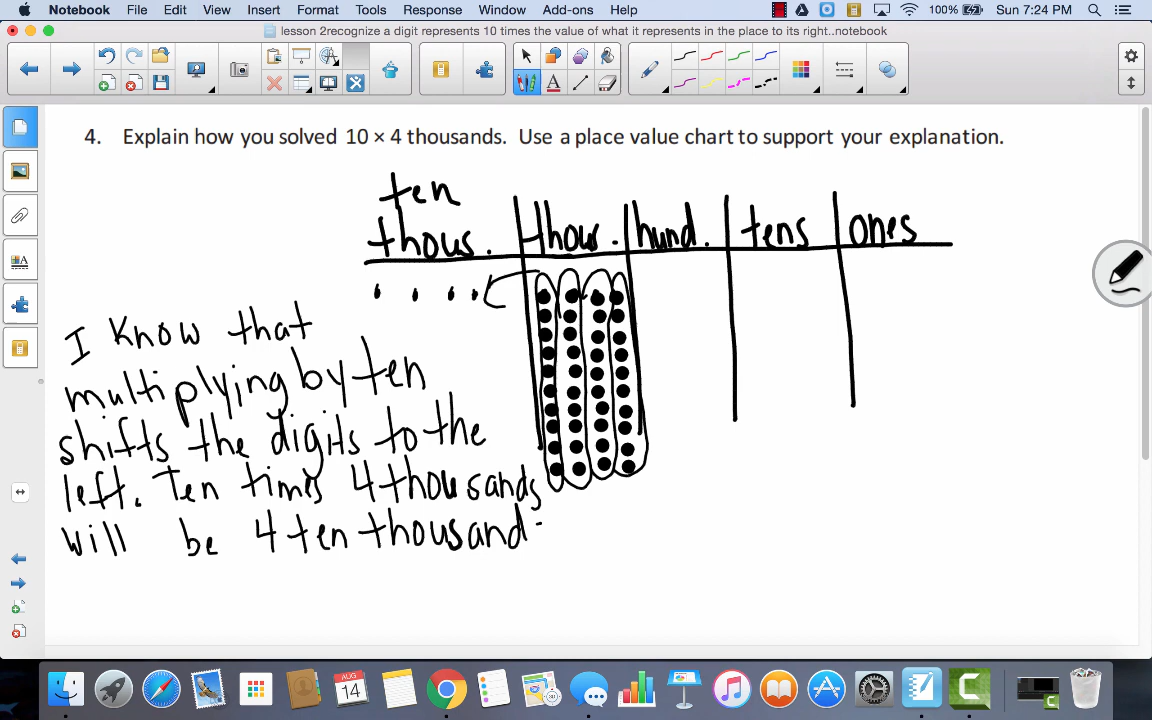 Notebook File Edit View Insert Format Tools Response Window Add-ons Help 100% Sun 7:24 PM
lesson 2recognize a digit represents 10 times the value of what it represents in the place to its right..notebook
4. Explain how you solved 10 × 4 thousands. Use a place value chart to support your explanation.
ten
thous. thous. hund. tens ones
I know that
multiplying by ten
shifts the digits to the
left. Ten times 4 thousands
will be 4 ten thousand
AUG
14